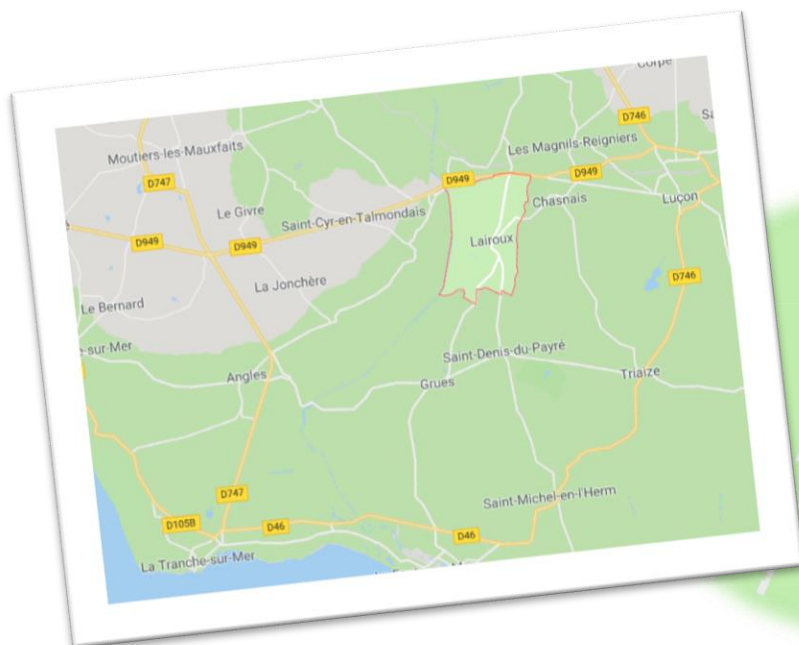 Corpe
D746
Moutiers-les-Mauxfaits
Les Magnils-Reigniers
D747
D949
D949
Le Givre
Saint-Cyr-en-Talmondais
Chasnais
Luçon
D949
D949
Lairoux
La Jonchère
D746
Le Bernard
-sur-Mer
Saint-Denis-du-Payré
Angles
Grues
Triaize
D747
Saint-Michel-en-l'Herm
D105B
D46
D46
La Tranche-sur-Mer